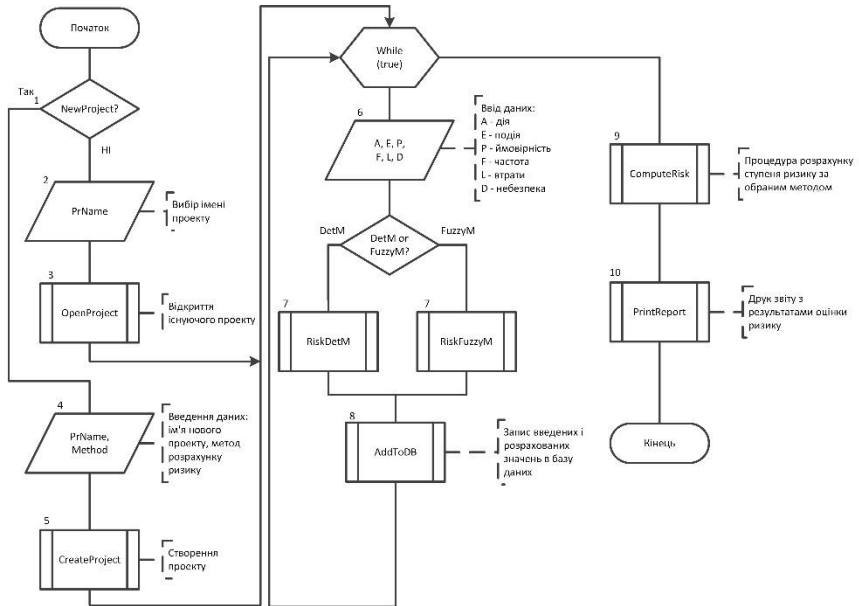 Початок
Так
1
NewProject?
НІ
2
PrName
Вибір імені
проекту
3
OpenProject
Відкриття
існуючого проекту
4
PrName,
Method
Введення даних:
ім'я нового
проекту, метод
розрахунку
ризику
5
CreateProject
Створення
проекту
While
(true)
6
A, E, P,
F, L, D
Ввід даних:
A - дія
E - подія
P - ймовірність
F - частота
L - втрати
D - небезпека
DetM
DetM or
FuzzyM?
FuzzyM
7
RiskDetM
7
RiskFuzzyM
8
AddToDB
Запис введених і
розрахованих
значень в базу
даних
9
ComputeRisk
Процедура розрахунку
ступеня ризику за
обраним методом
10
PrintReport
Друк звіту з
результатами оцінки
ризику
Кінець